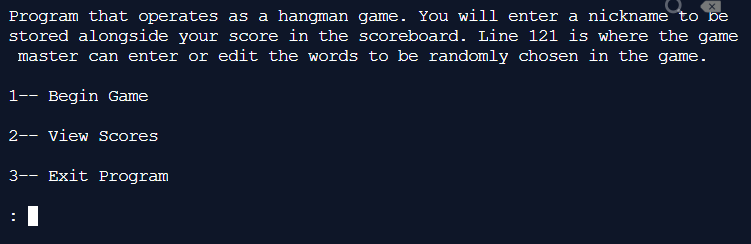 Program that operates as a hangman game. You will enter a nickname to be
stored alongside your score in the scoreboard. Line 121 is where the game
master can enter or edit the words to be randomly chosen in the game.
1-- Begin Game
2-- View Scores
3-- Exit Program
: